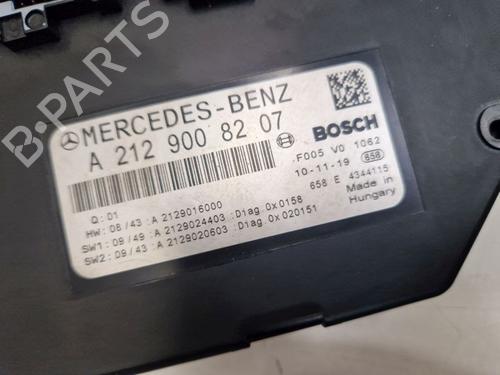 MERCEDES-BENZ
A 212 900 82 07
BOSCH
F005 V0 1062
10-11-19 658
658 E 4344115
Made in
Hungary
Q: 01
HW: 08/43 :A 2129016000
SW1: 09/49 :A 2129024403 :Diag 0x0158
SW2: 09/43 :A 2129020603 :Diag 0x020151
B-PARTS